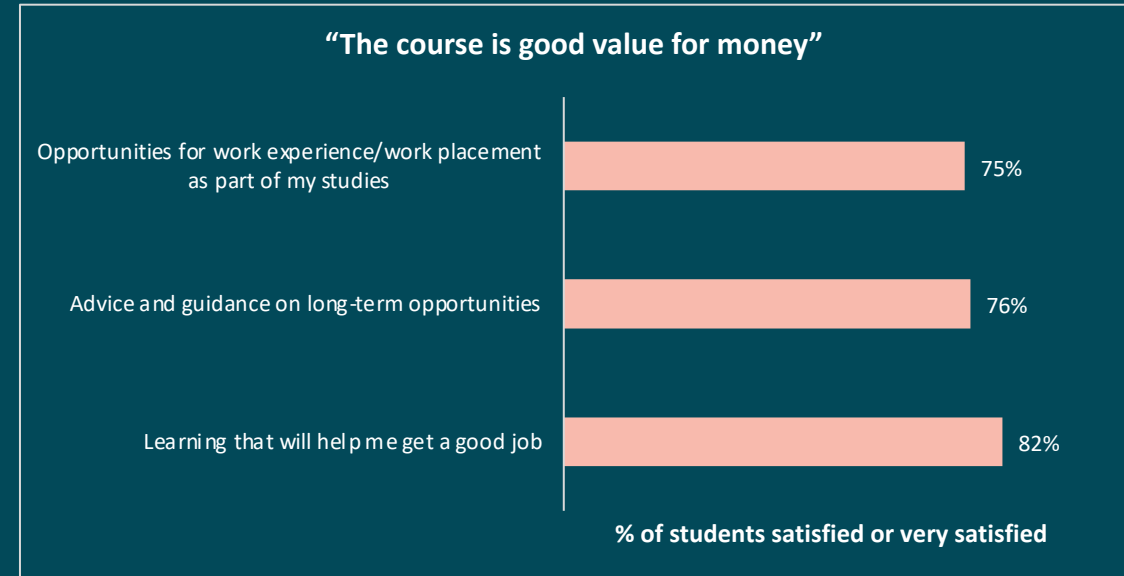 “The course is good value for money”
Opportunities for work experience/work placement
as part of my studies
75%
Advice and guidance on long-term opportunities
76%
Learning that will help me get a good job
82%
% of students satisfied or very satisfied